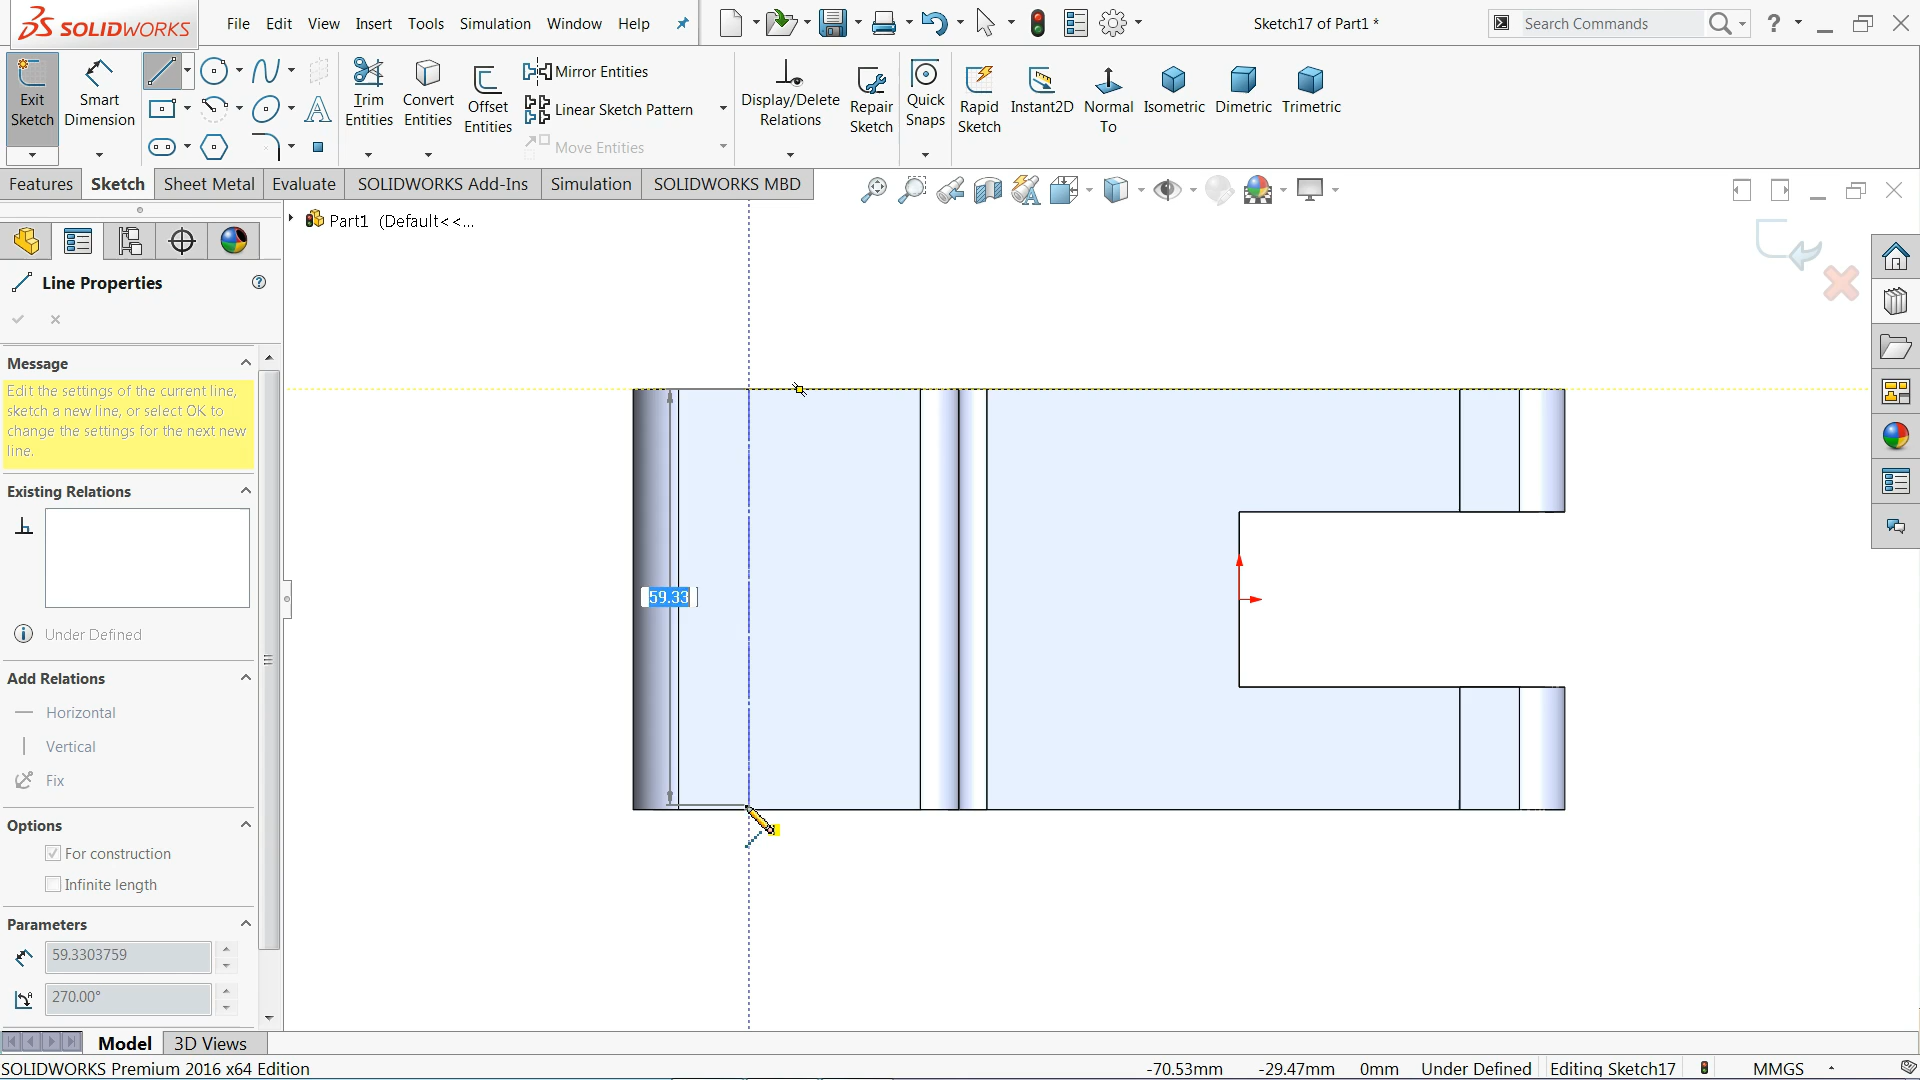 SOLIDWORKS
File Edit View Insert Tools Simulation Window Help
Sketch17 of Part1 *
Search Commands
Exit Sketch
Smart Dimension
Trim Entities
Convert Entities
Offset Entities
Mirror Entities
Linear Sketch Pattern
Move Entities
Display/Delete Relations
Repair Sketch
Quick Snaps
Rapid Sketch
Instant2D
Normal To
Isometric
Dimetric
Trimetric
Features Sketch Sheet Metal Evaluate SOLIDWORKS Add-Ins Simulation SOLIDWORKS MBD
Part1 (Default<<...
Line Properties
Message
Edit the settings of the current line,
sketch a new line, or select OK to
change the settings for the next new
line.
Existing Relations
Under Defined
Add Relations
Horizontal
Vertical
Fix
Options
For construction
Infinite length
Parameters
59.3303759
270.00°
59.33
Model 3D Views
SOLIDWORKS Premium 2016 x64 Edition
-70.53mm -29.47mm 0mm Under Defined Editing Sketch17 MMGS